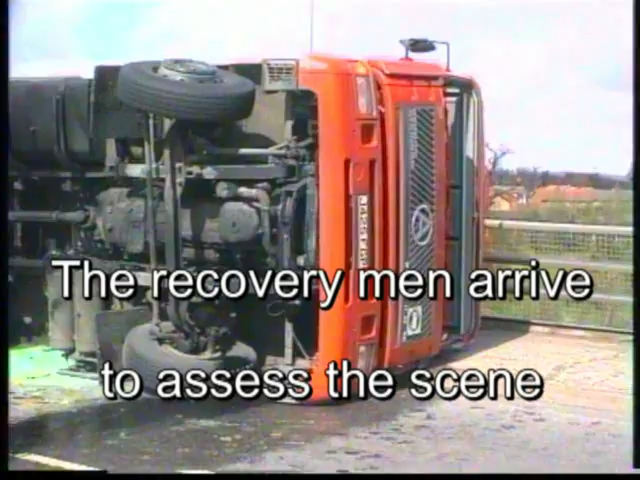 The recovery men arrive
to assess the scene